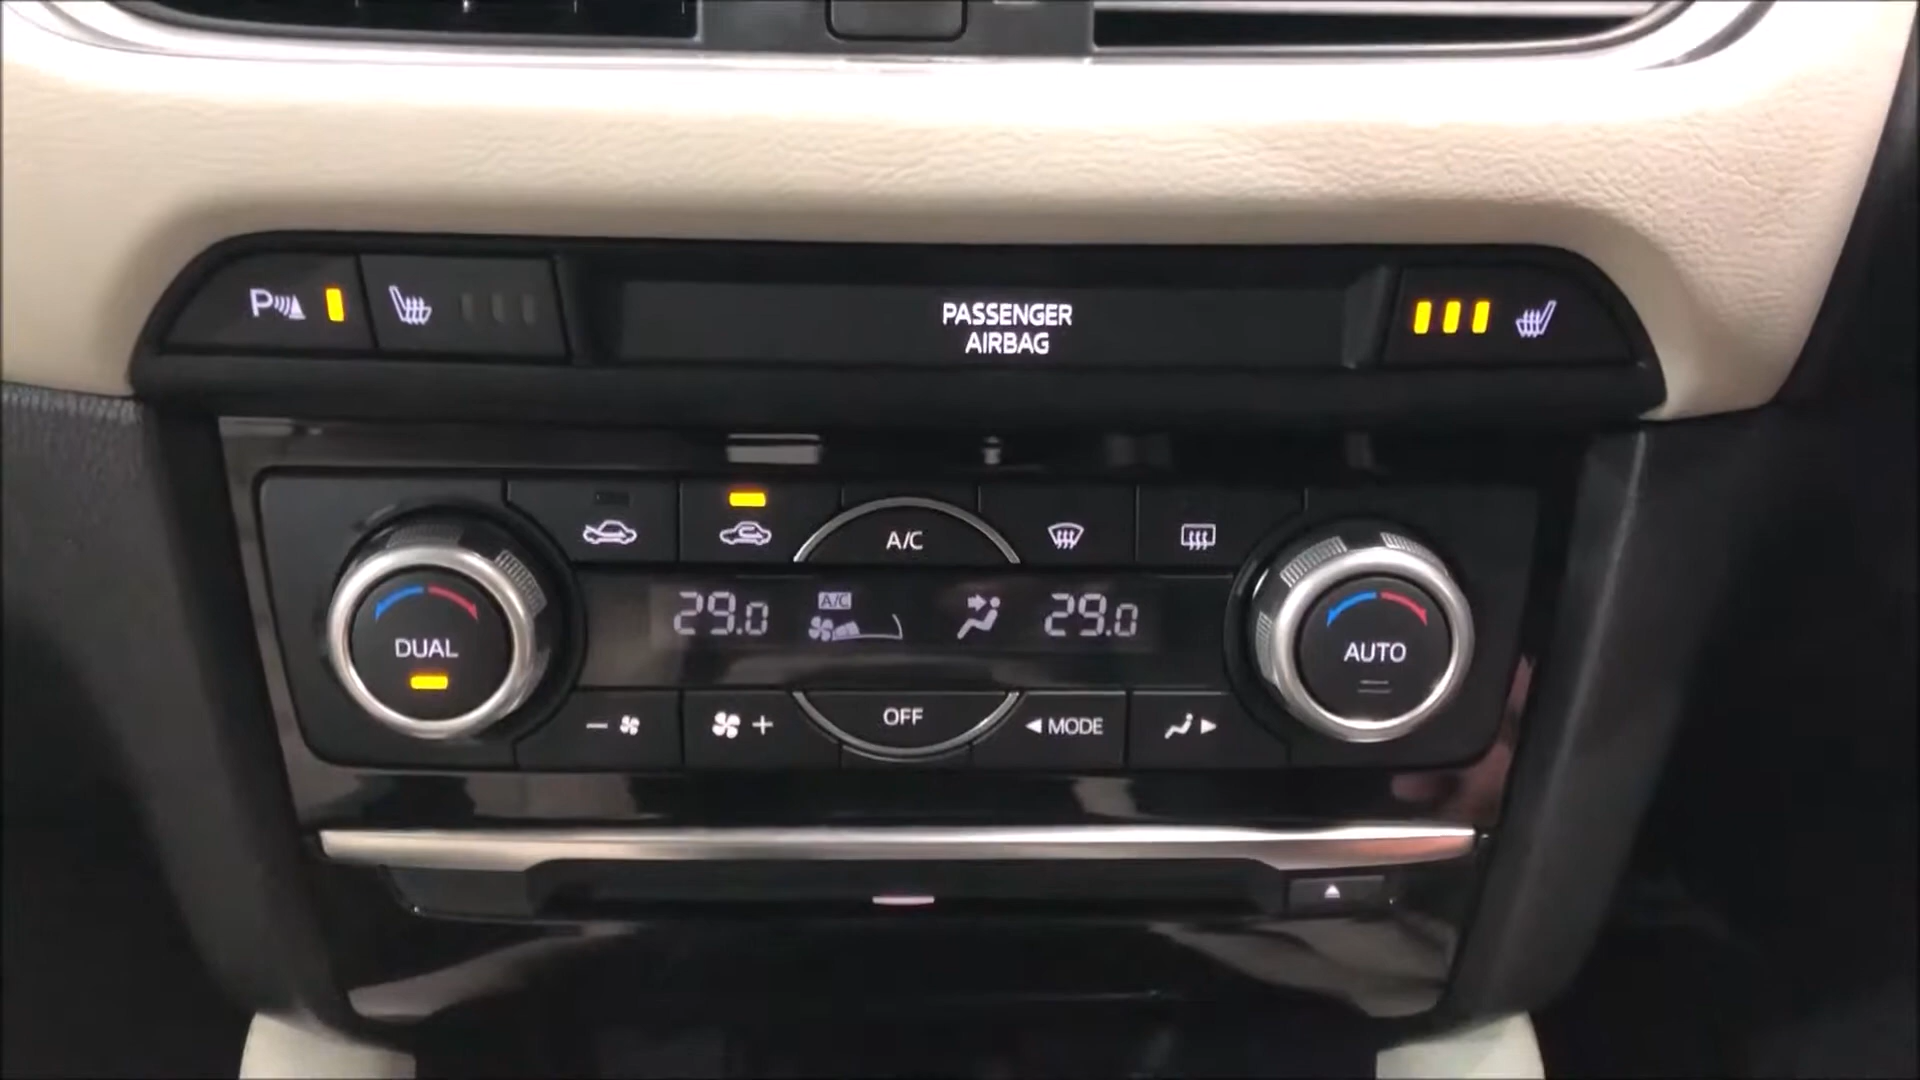 P
PASSENGER
AIRBAG
A/C
29.0
A/C
29.0
DUAL
AUTO
−
+
OFF
◀ MODE
▶